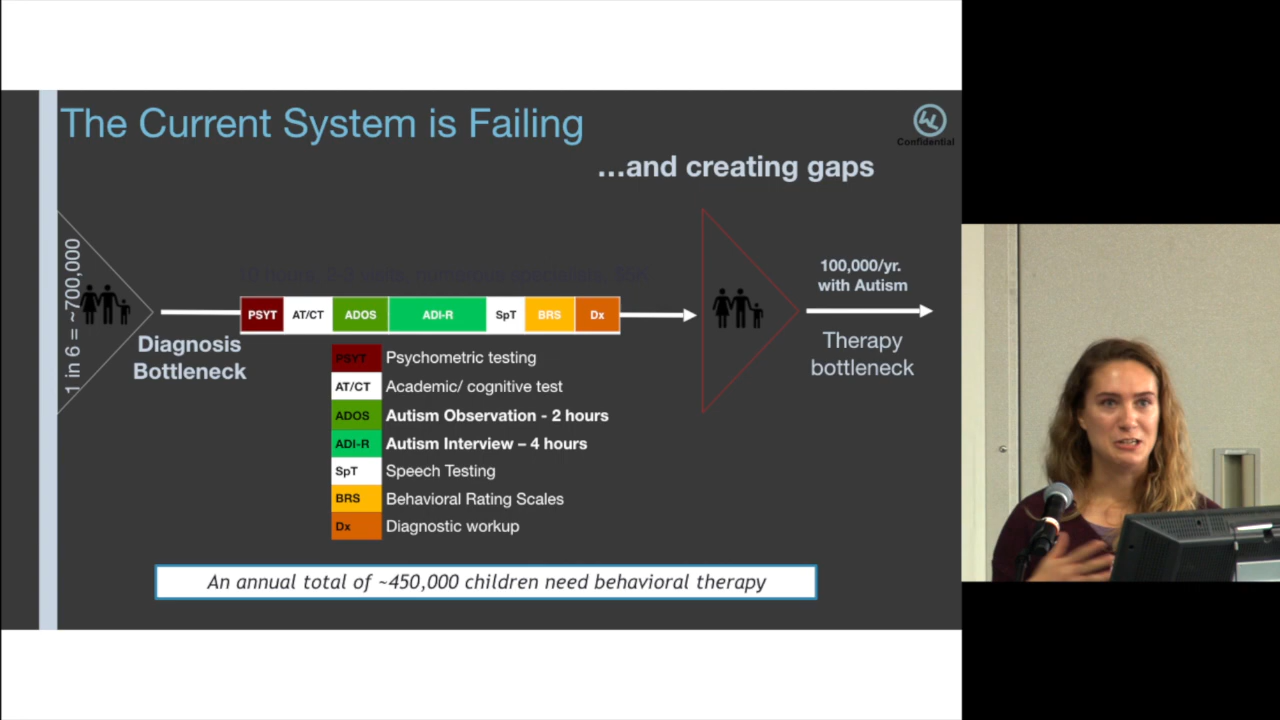 The Current System is Failing
Confidential
...and creating gaps
1 in 6 = ~700,000
100,000/yr.
with Autism
PSYT AT/CT ADOS ADI-R SpT BRS Dx
Diagnosis
Bottleneck
Therapy
bottleneck
PSYT Psychometric testing
AT/CT Academic/ cognitive test
ADOS Autism Observation - 2 hours
ADI-R Autism Interview – 4 hours
SpT Speech Testing
BRS Behavioral Rating Scales
Dx Diagnostic workup
An annual total of ~450,000 children need behavioral therapy